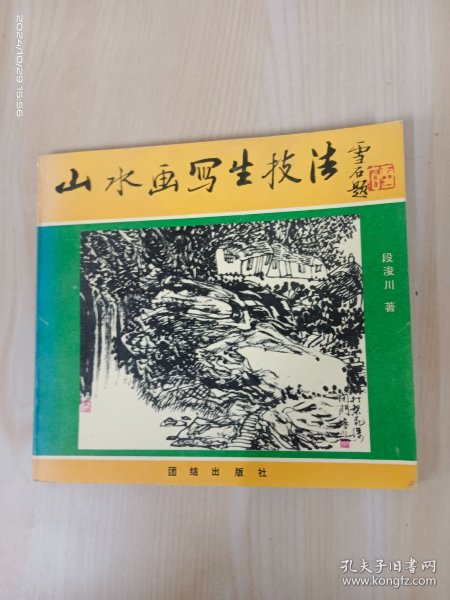 2024/10/29 15:56
山水画写生技法
雪石题
段浚川 著
团结出版社
孔夫子旧书网
www.kongfz.com